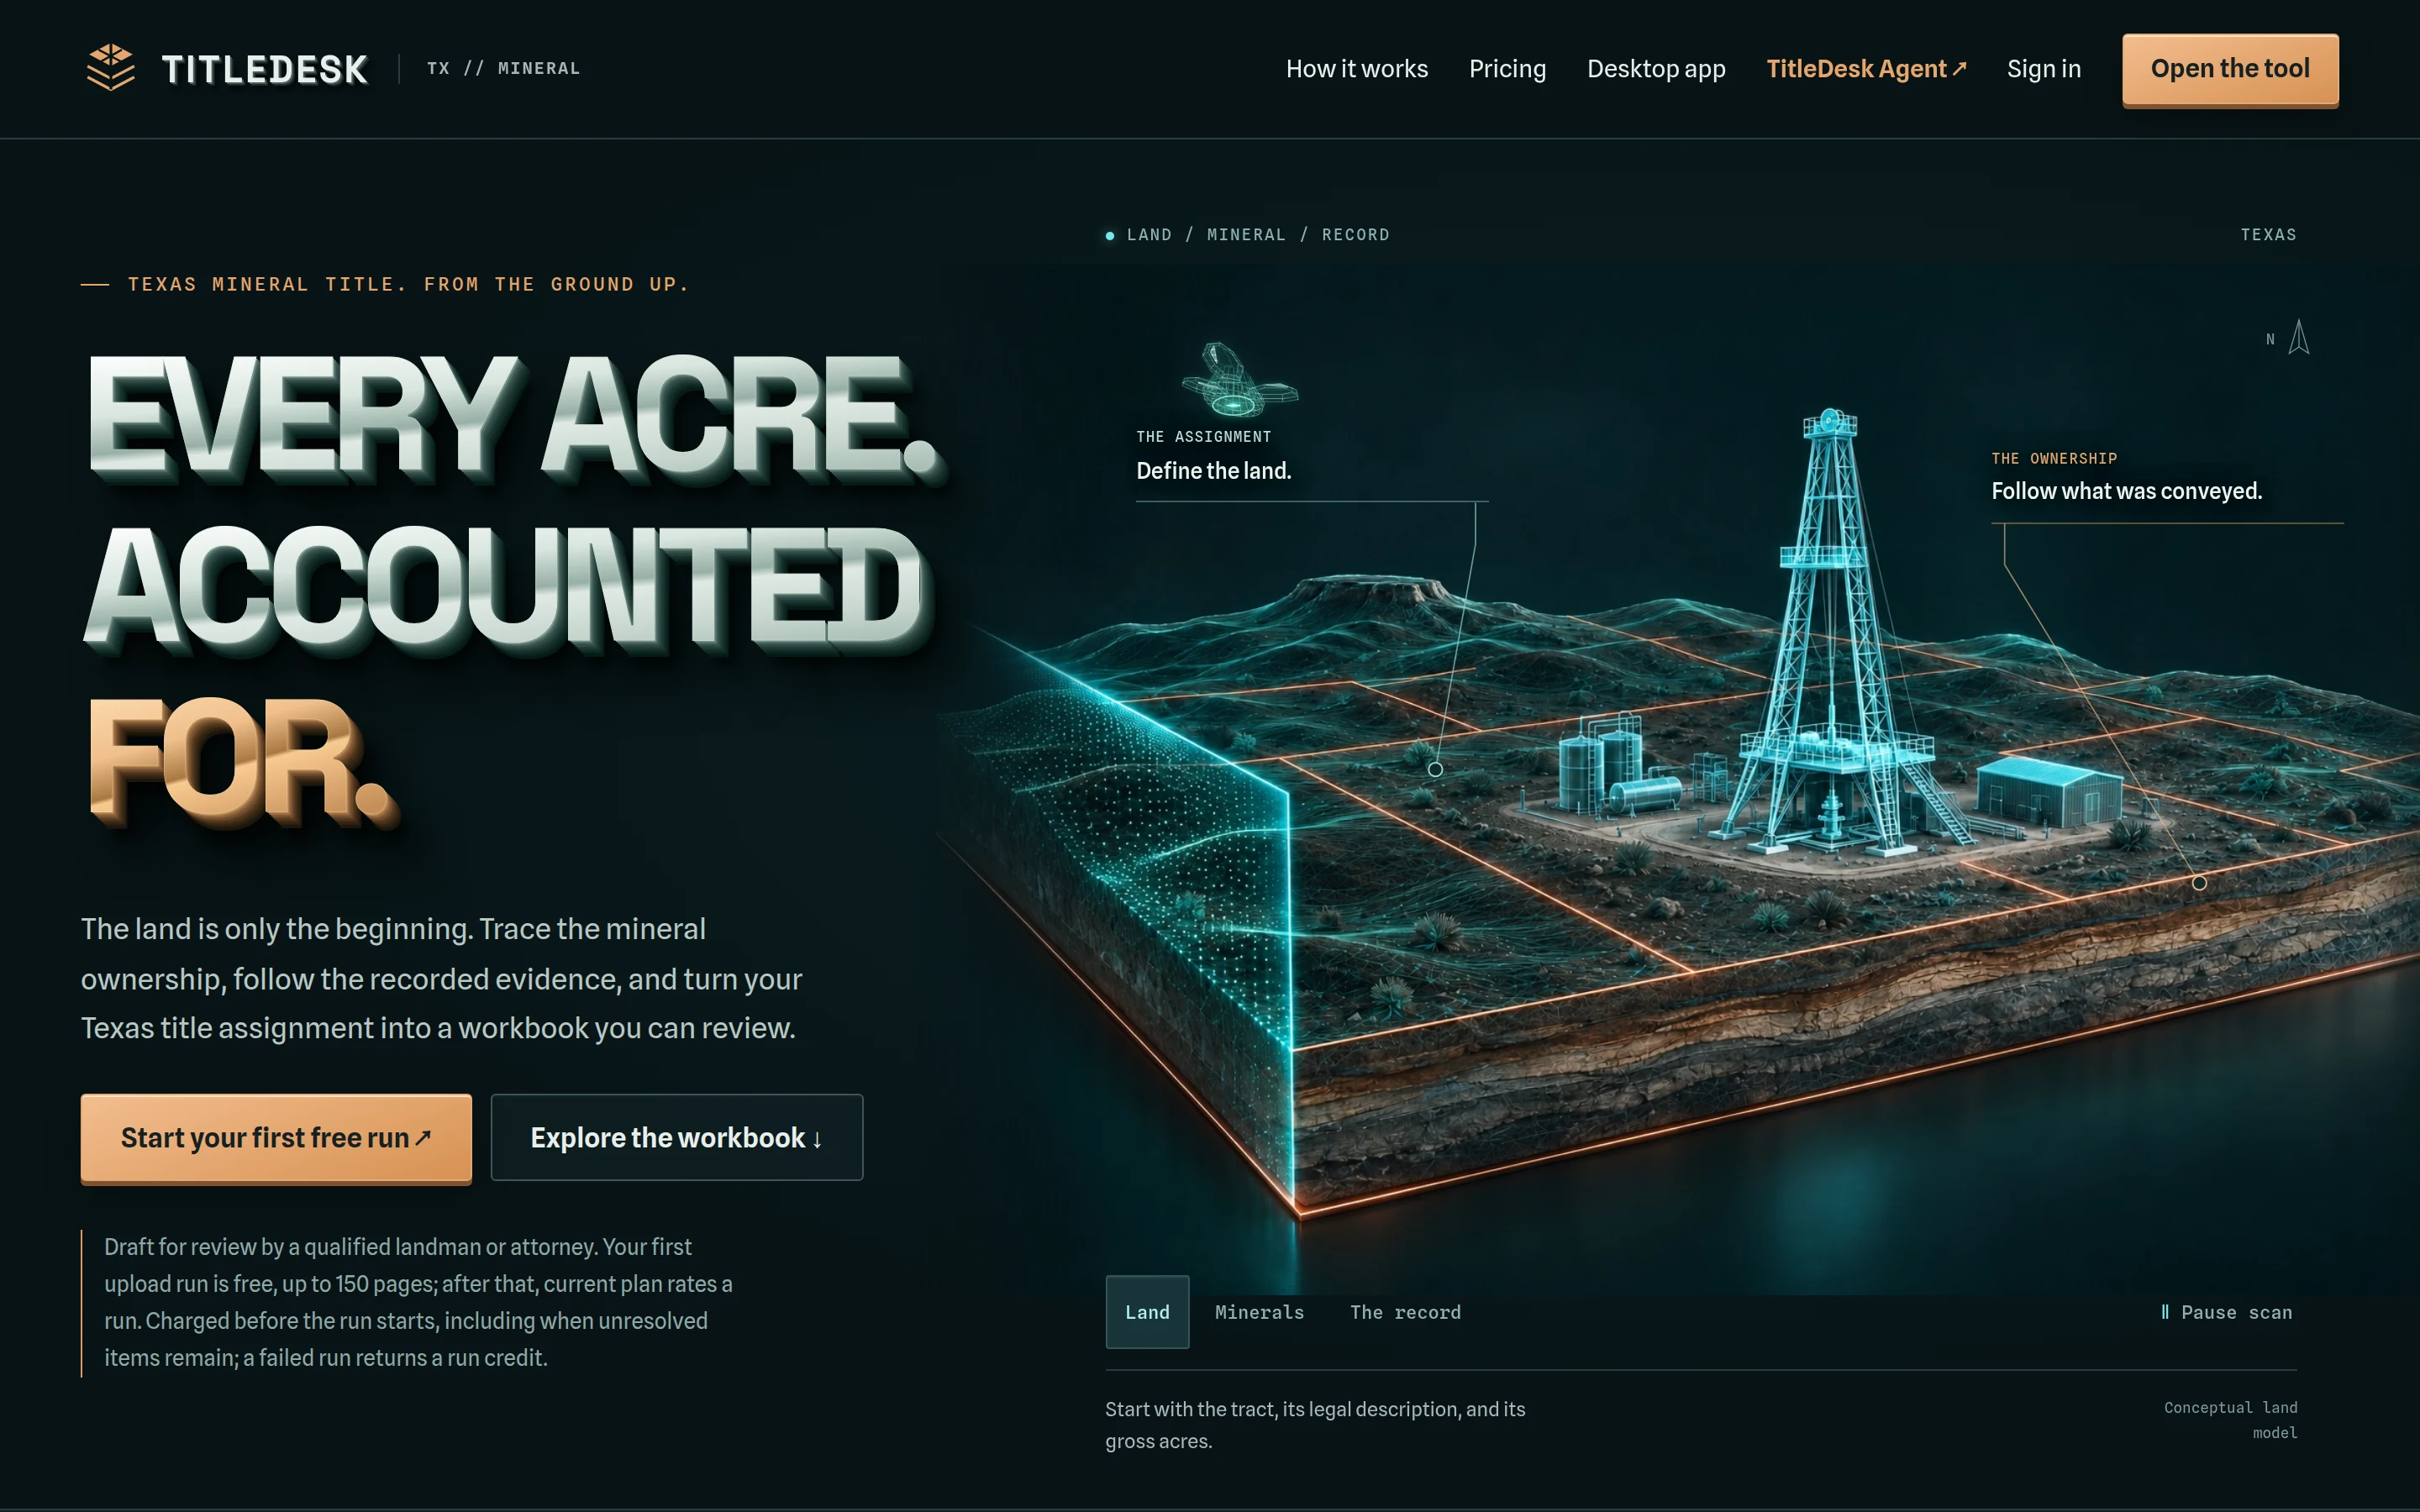 TITLEDESK
TX // MINERAL
How it works
Pricing
Desktop app
TitleDesk Agent ↗
Sign in
Open the tool
LAND / MINERAL / RECORD
TEXAS
TEXAS MINERAL TITLE. FROM THE GROUND UP.
EVERY ACRE.
ACCOUNTED
FOR.
N
THE ASSIGNMENT
Define the land.
THE OWNERSHIP
Follow what was conveyed.
The land is only the beginning. Trace the mineral
ownership, follow the recorded evidence, and turn your
Texas title assignment into a workbook you can review.
Start your first free run ↗
Explore the workbook ↓
Draft for review by a qualified landman or attorney. Your first
upload run is free, up to 150 pages; after that, current plan rates a
run. Charged before the run starts, including when unresolved
items remain; a failed run returns a run credit.
Land
Minerals
The record
Pause scan
Start with the tract, its legal description, and its
gross acres.
Conceptual land
model